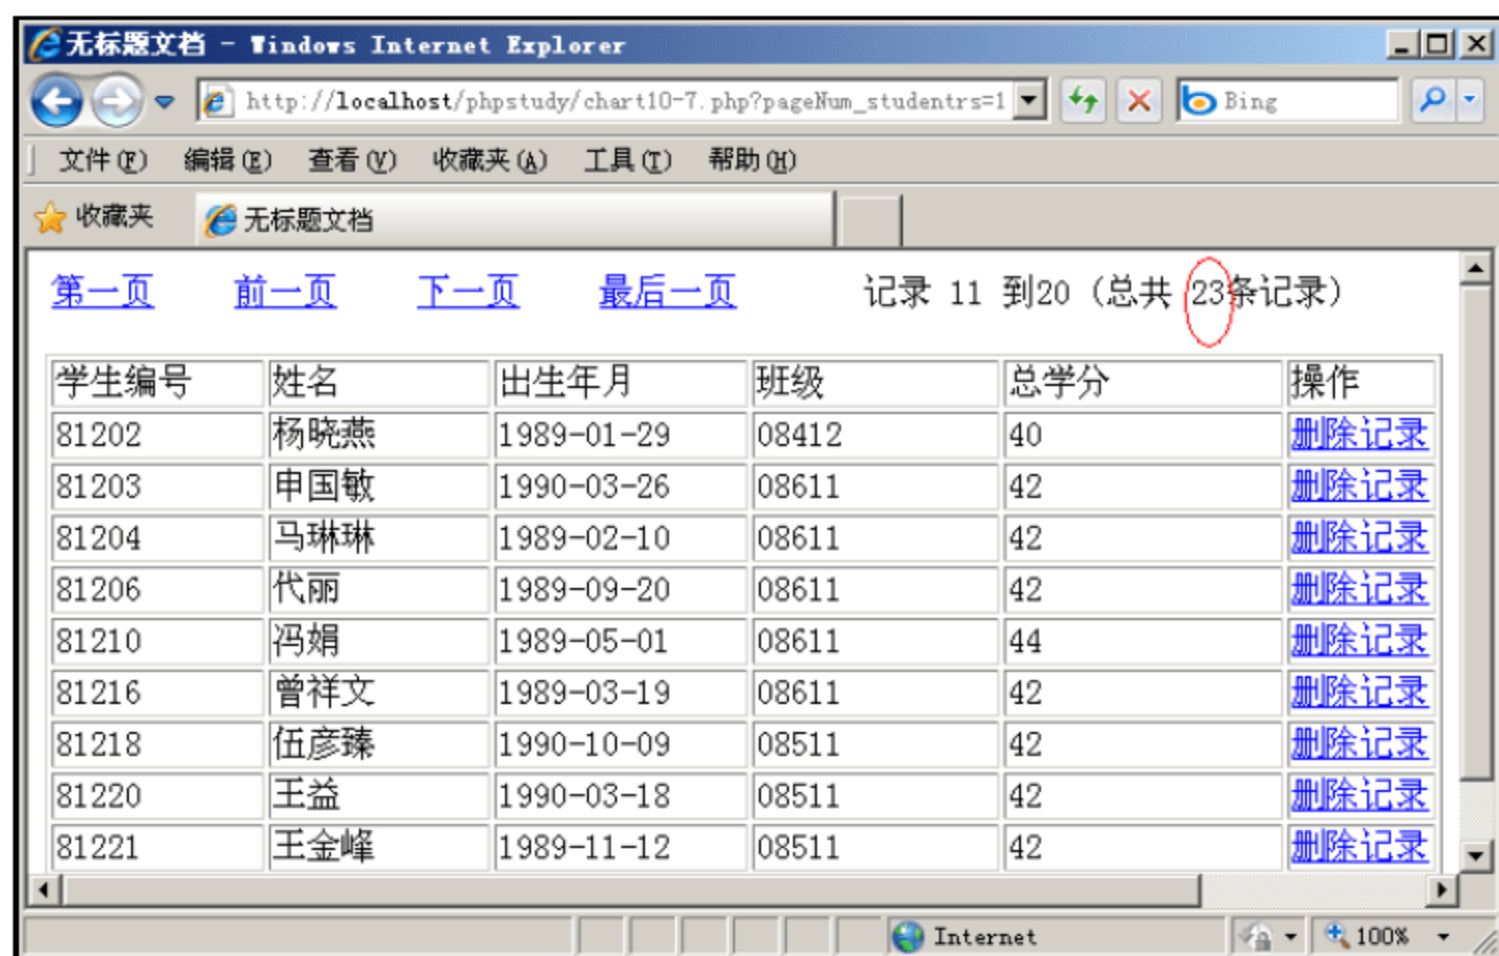 无标题文档 - Windows Internet Explorer
http://localhost/phpstudy/chart10-7.php?pageNum_studentrs=1 Bing
文件(F) 编辑(E) 查看(V) 收藏夹(A) 工具(T) 帮助(H)
收藏夹 无标题文档
第一页 前一页 下一页 最后一页 记录 11 到20 (总共 23条记录)
学生编号 姓名 出生年月 班级 总学分 操作
81202 杨晓燕 1989-01-29 08412 40 删除记录
81203 申国敏 1990-03-26 08611 42 删除记录
81204 马琳琳 1989-02-10 08611 42 删除记录
81206 代丽 1989-09-20 08611 42 删除记录
81210 冯娟 1989-05-01 08611 44 删除记录
81216 曾祥文 1989-03-19 08611 42 删除记录
81218 伍彦臻 1990-10-09 08511 42 删除记录
81220 王益 1990-03-18 08511 42 删除记录
81221 王金峰 1989-11-12 08511 42 删除记录
Internet 100%